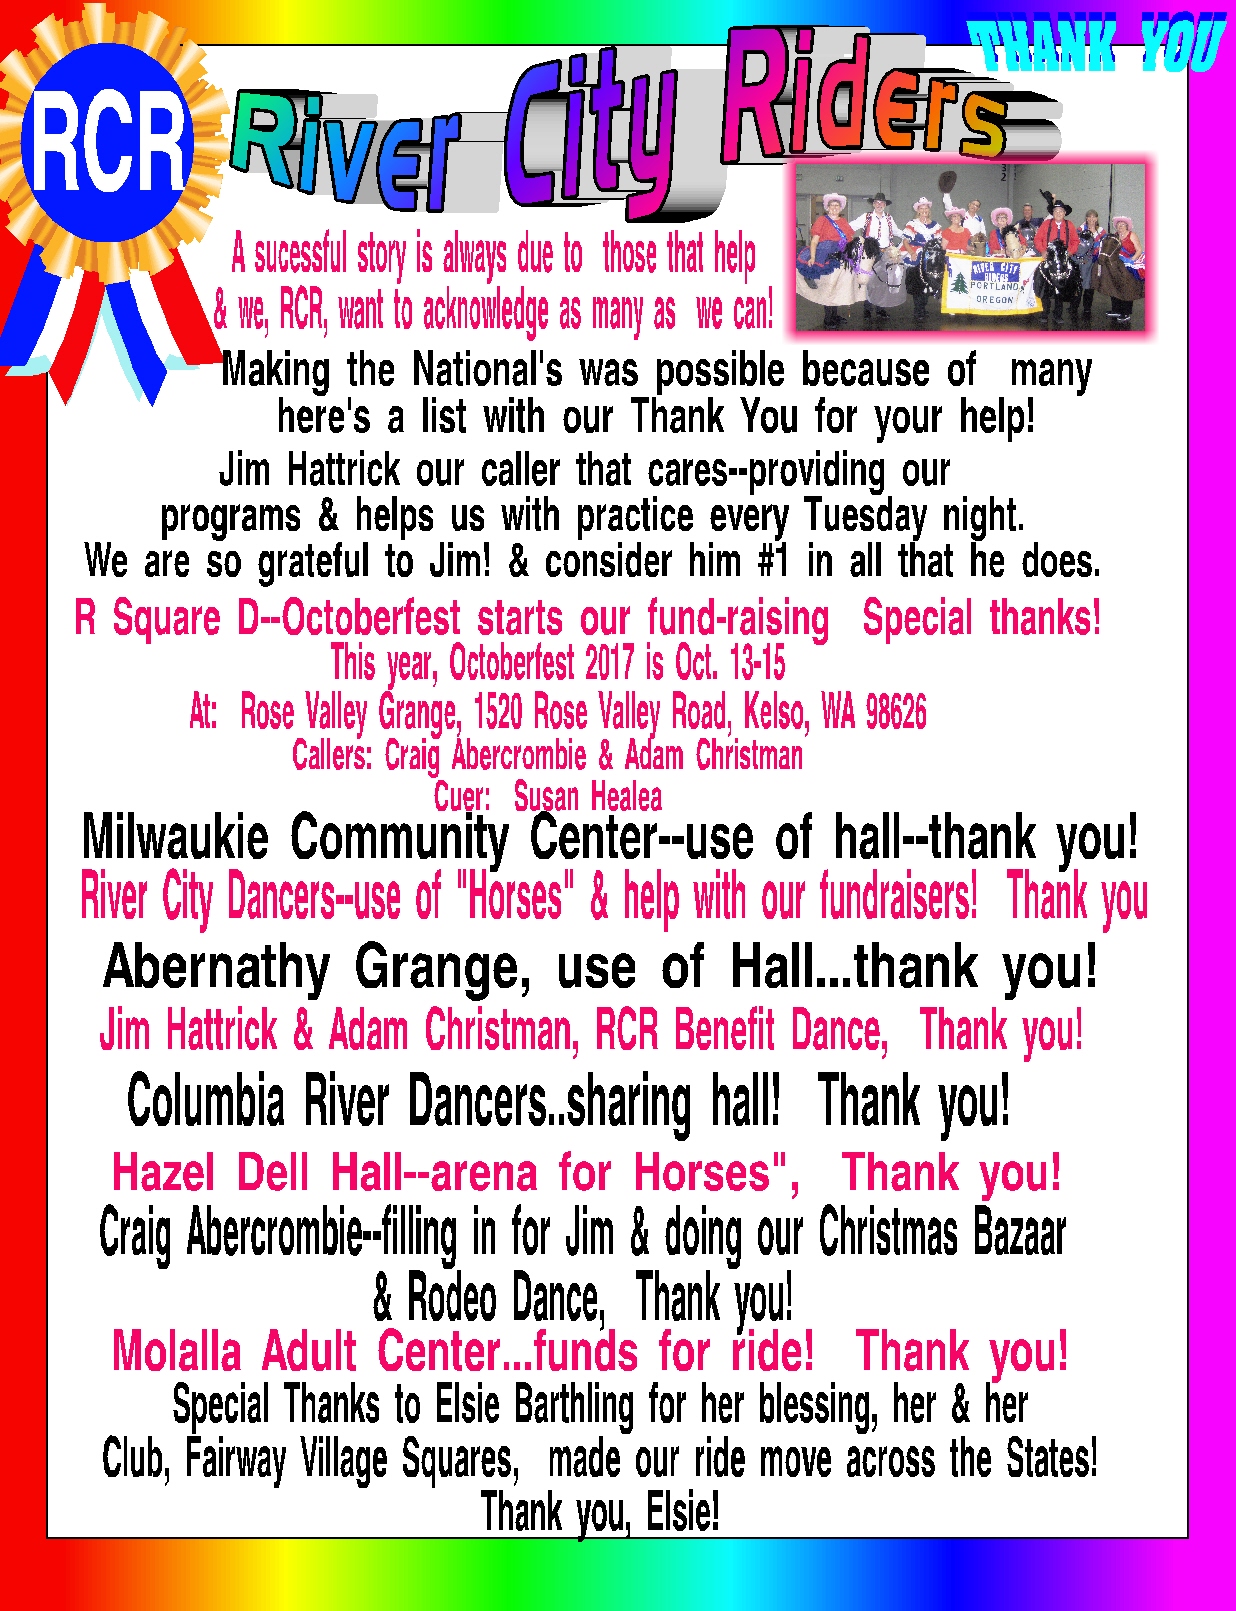 THANK YOU
RCR
River City Riders
RIVER CITY
RIDERS
PORTLAND
OREGON
A sucessful story is always due to those that help
& we, RCR, want to acknowledge as many as we can!
Making the National's was possible because of many
here's a list with our Thank You for your help!
Jim Hattrick our caller that cares--providing our
programs & helps us with practice every Tuesday night.
We are so grateful to Jim! & consider him #1 in all that he does.
R Square D--Octoberfest starts our fund-raising Special thanks!
This year, Octoberfest 2017 is Oct. 13-15
At: Rose Valley Grange, 1520 Rose Valley Road, Kelso, WA 98626
Callers: Craig Abercrombie & Adam Christman
Cuer: Susan Healea
Milwaukie Community Center--use of hall--thank you!
River City Dancers--use of "Horses" & help with our fundraisers! Thank you
Abernathy Grange, use of Hall...thank you!
Jim Hattrick & Adam Christman, RCR Benefit Dance, Thank you!
Columbia River Dancers..sharing hall! Thank you!
Hazel Dell Hall--arena for Horses", Thank you!
Craig Abercrombie--filling in for Jim & doing our Christmas Bazaar
& Rodeo Dance, Thank you!
Molalla Adult Center...funds for ride! Thank you!
Special Thanks to Elsie Barthling for her blessing, her & her
Club, Fairway Village Squares, made our ride move across the States!
Thank you, Elsie!